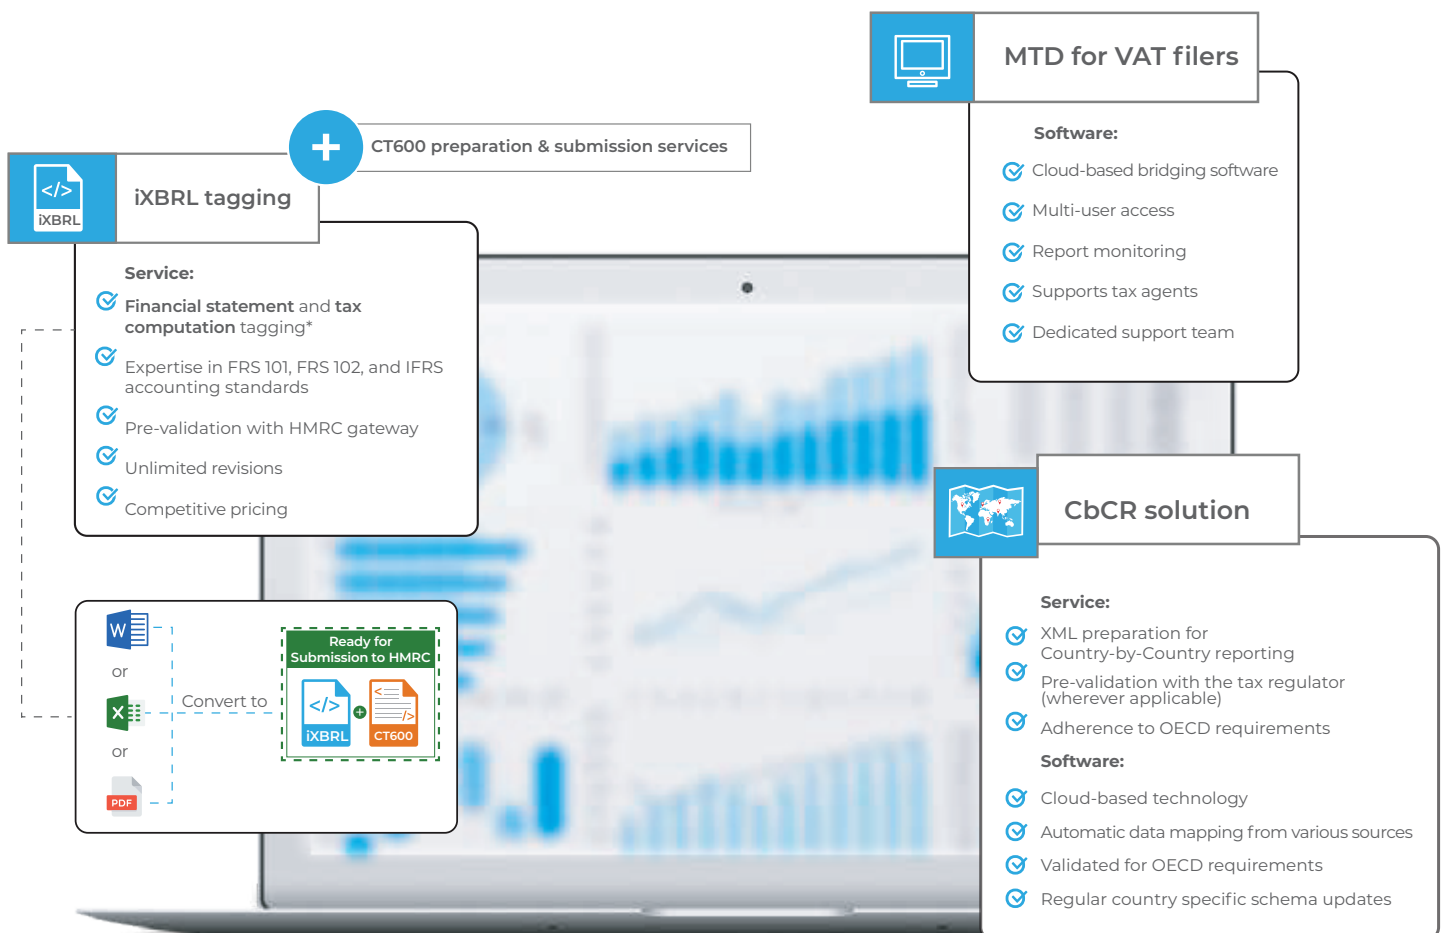 MTD for VAT filers
Software:
Cloud-based bridging software
Multi-user access
Report monitoring
Supports tax agents
Dedicated support team
CT600 preparation & submission services
</>
iXBRL
iXBRL tagging
Service:
Financial statement and tax
computation tagging*
Expertise in FRS 101, FRS 102, and IFRS
accounting standards
Pre-validation with HMRC gateway
Unlimited revisions
Competitive pricing
W
or
X
or
PDF
Convert to
Ready for
Submission to HMRC
</>
iXBRL
+
<
/>
CT600
CbCR solution
Service:
XML preparation for
Country-by-Country reporting
Pre-validation with the tax regulator
(wherever applicable)
Adherence to OECD requirements
Software:
Cloud-based technology
Automatic data mapping from various sources
Validated for OECD requirements
Regular country specific schema updates